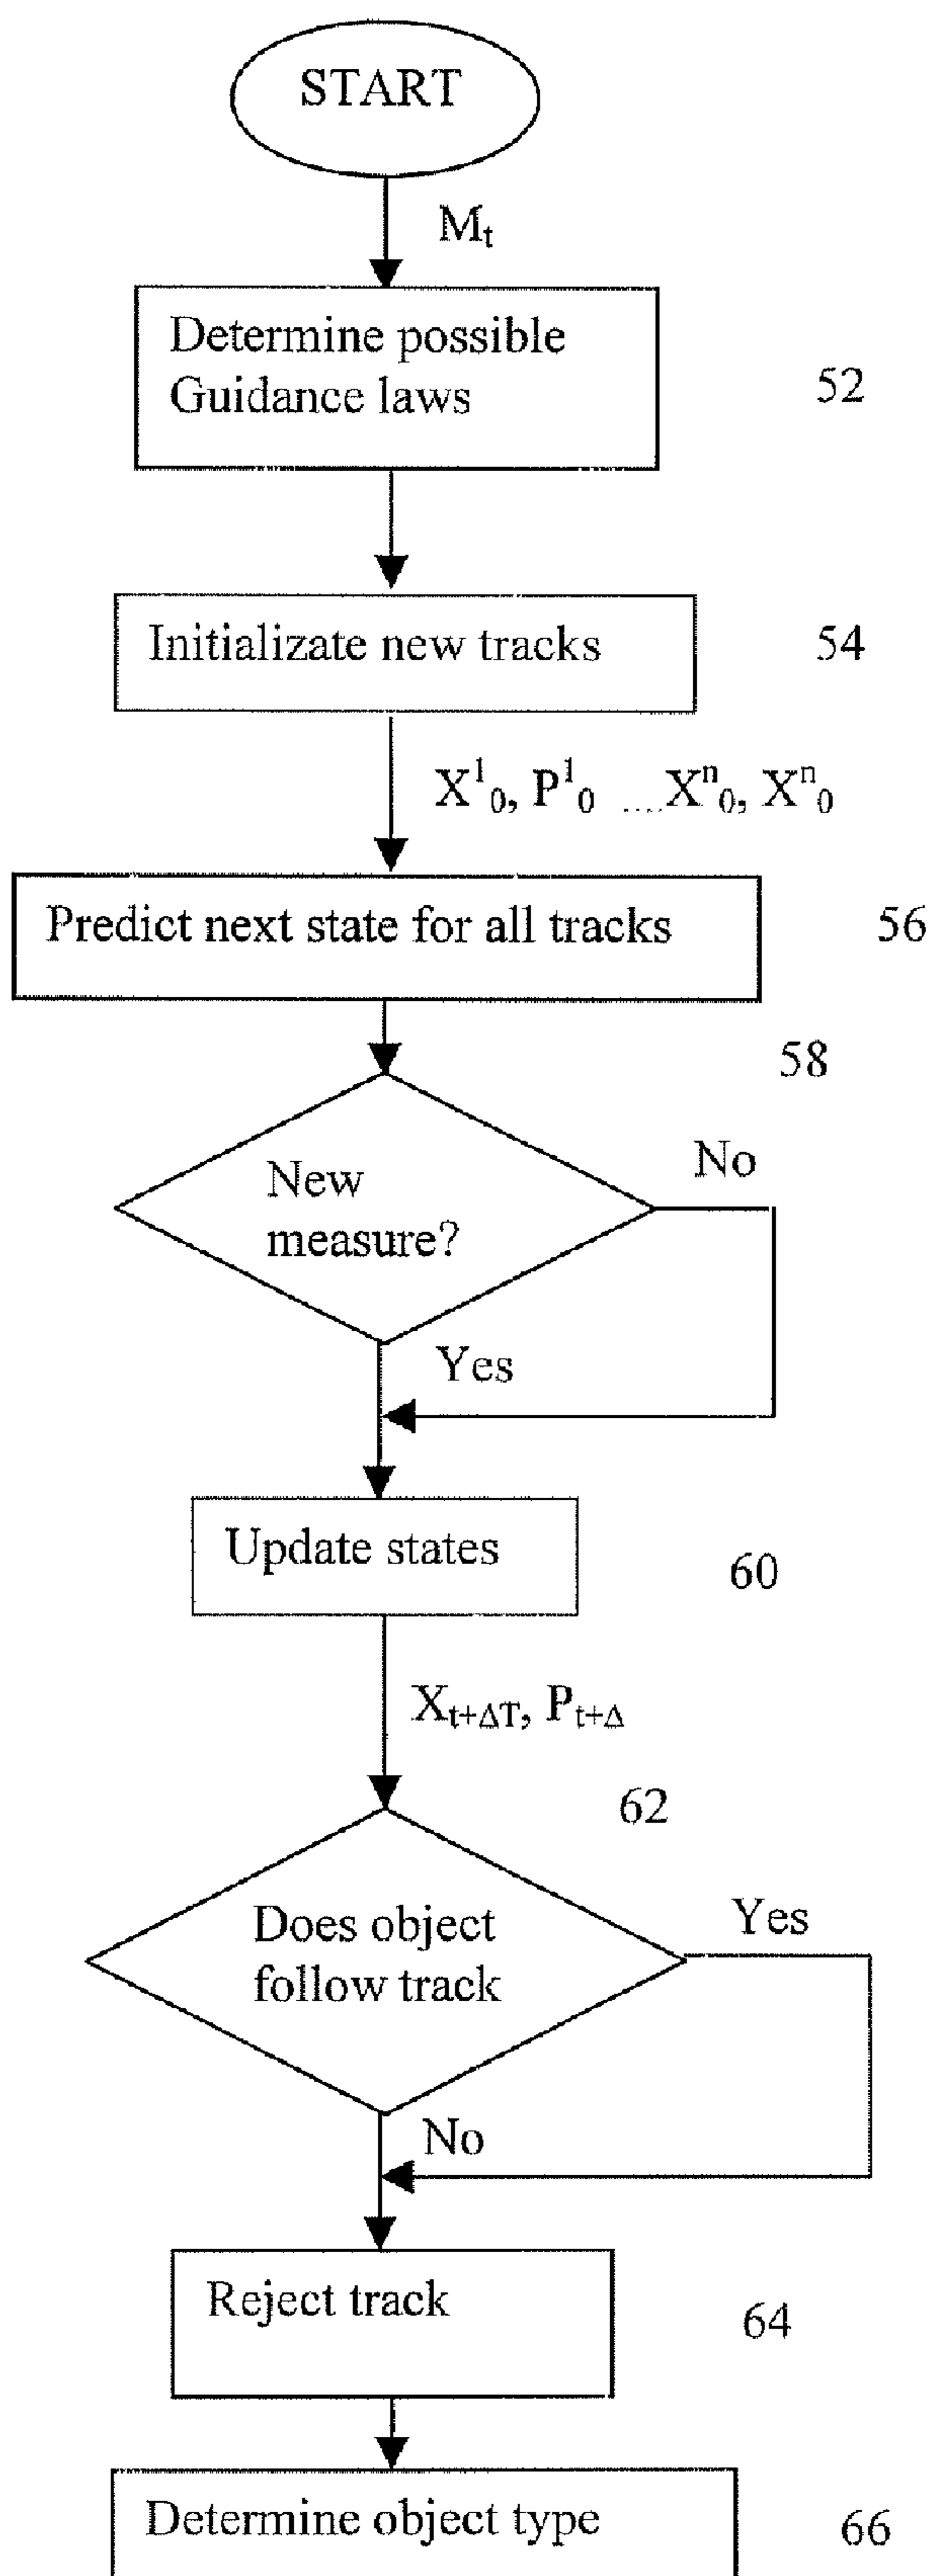 START
Mt
Determine possible
Guidance laws
52
Initializate new tracks
54
X¹₀, P¹₀ ....Xⁿ₀, Xⁿ₀
Predict next state for all tracks
56
58
New
measure?
No
Yes
Update states
60
Xt+ΔT, Pt+Δ
62
Does object
follow track
Yes
No
Reject track
64
Determine object type
66